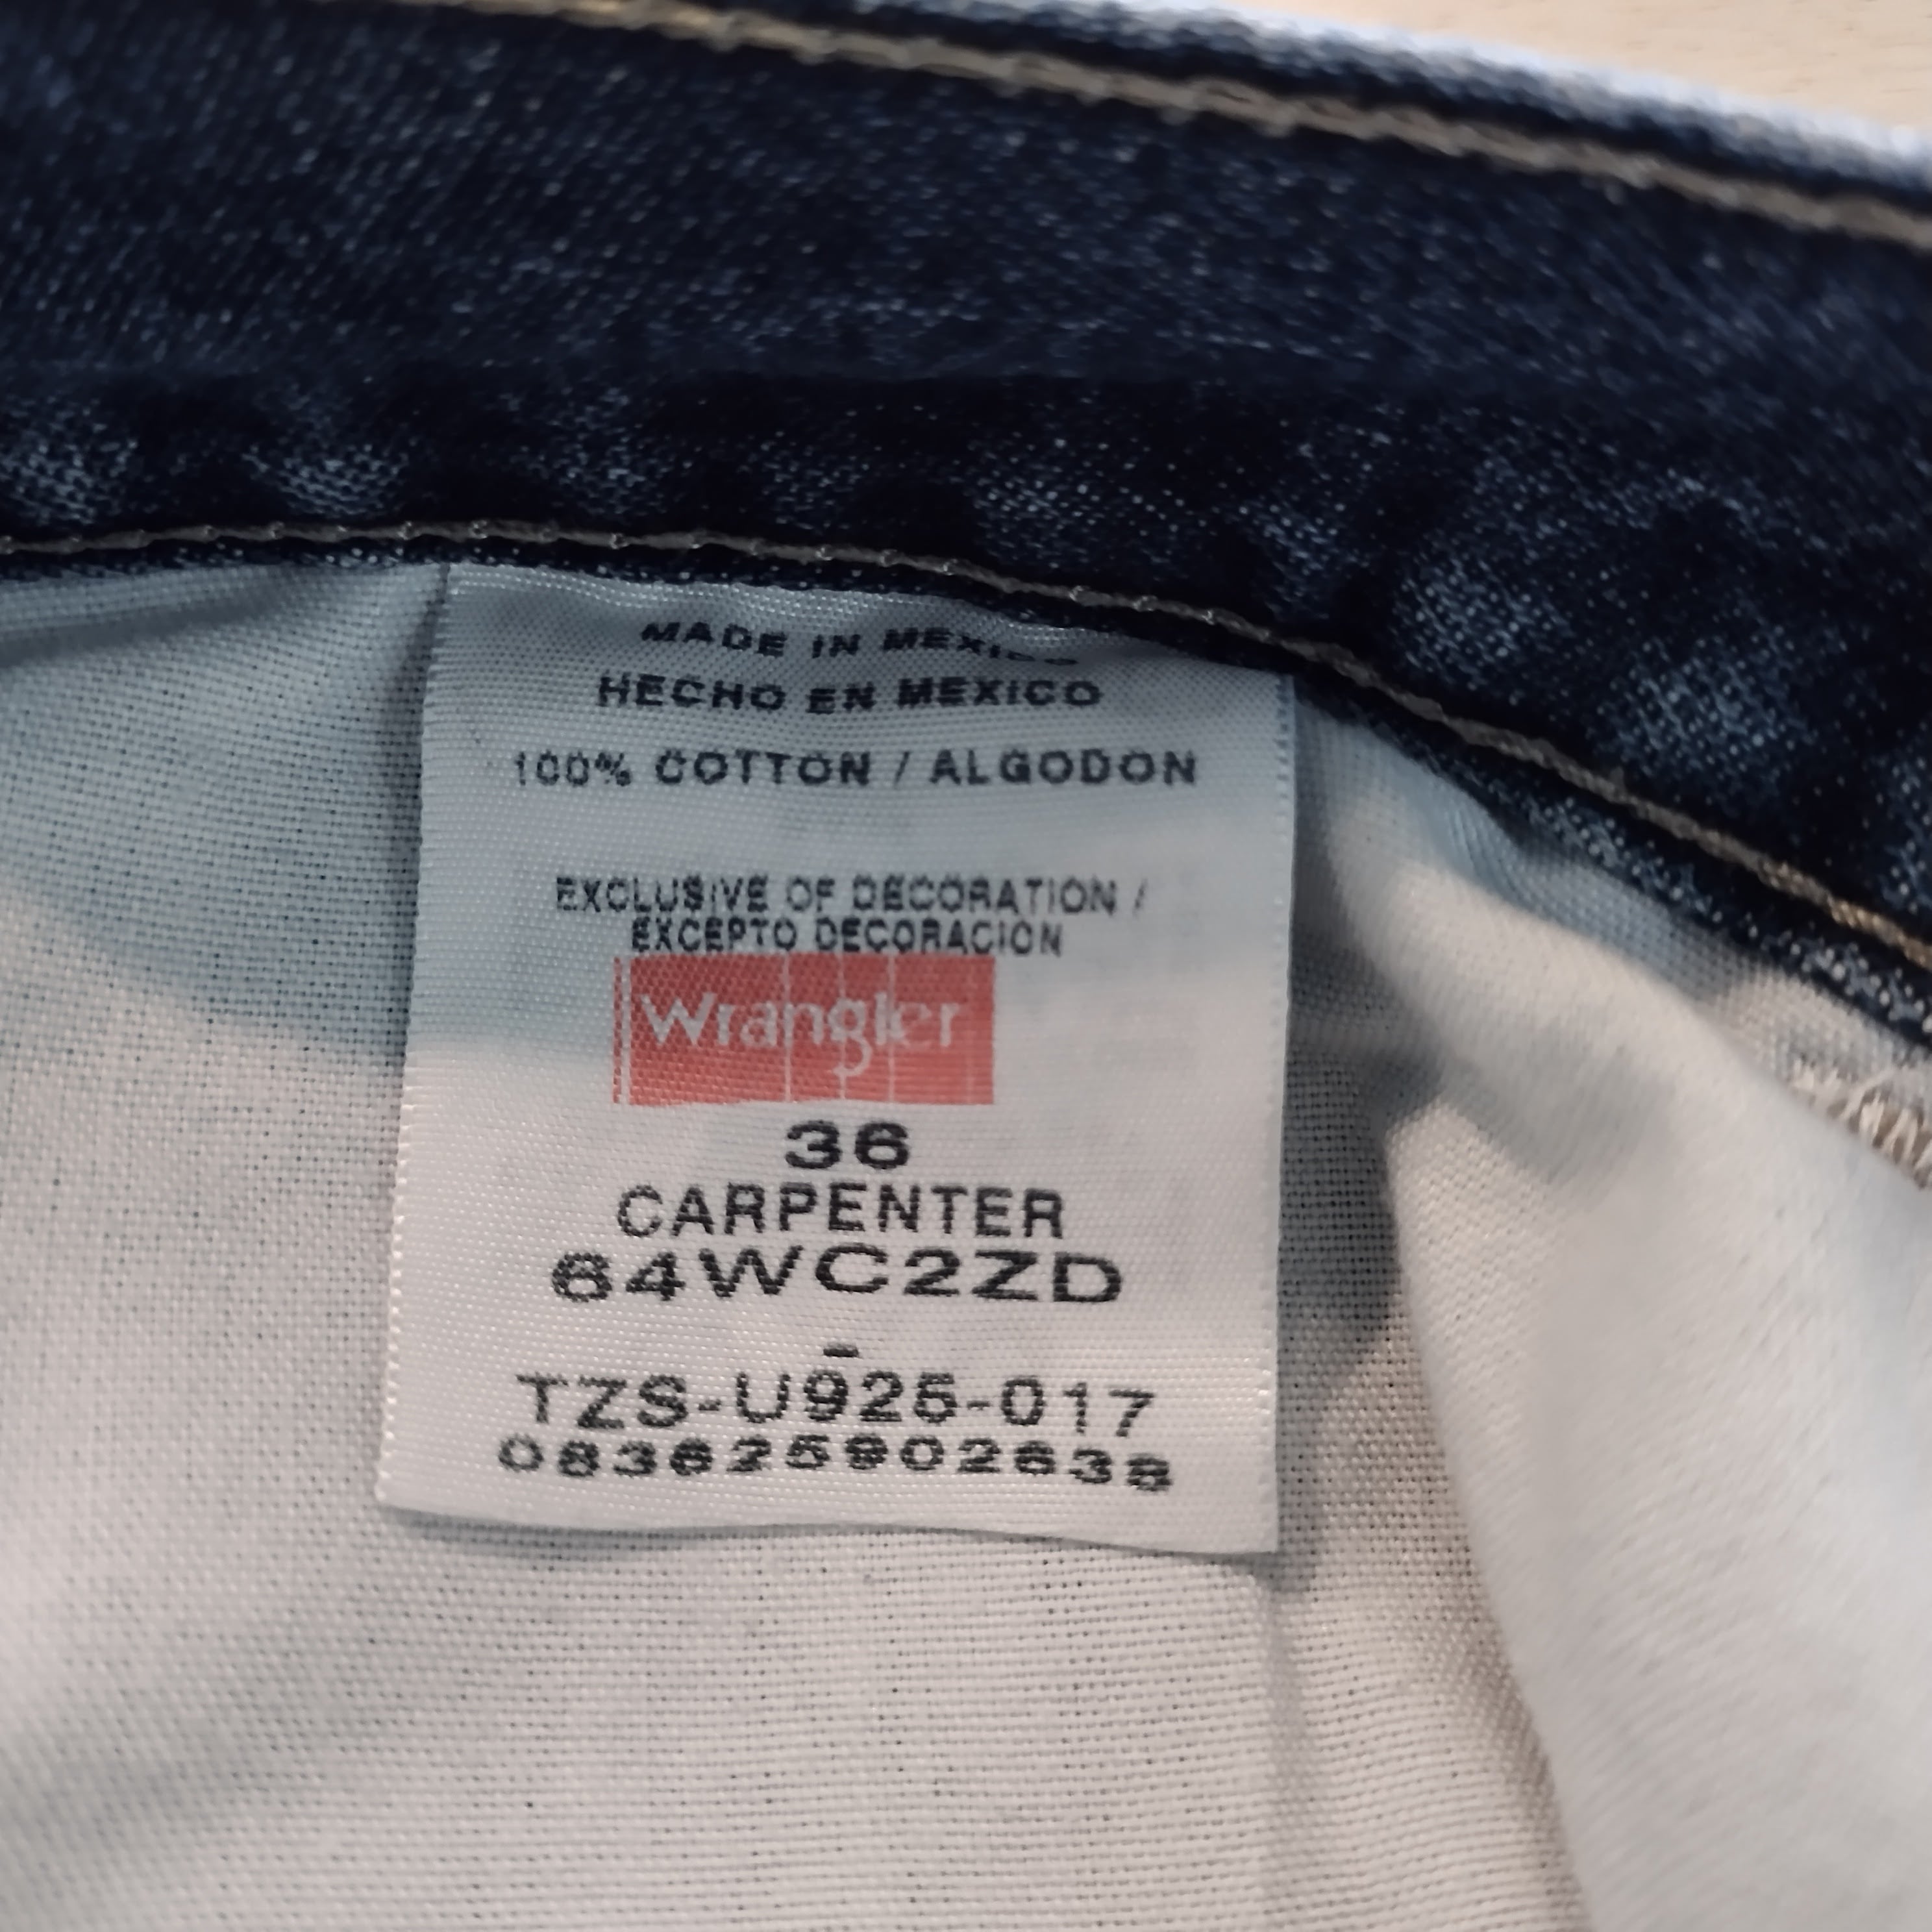 MADE IN MEXICO
HECHO EN MEXICO
100% COTTON / ALGODON
EXCLUSIVE OF DECORATION /
EXCEPTO DECORACION
Wrangler
36
CARPENTER
64WC2ZD
-
TZS-U925-017
083625902638